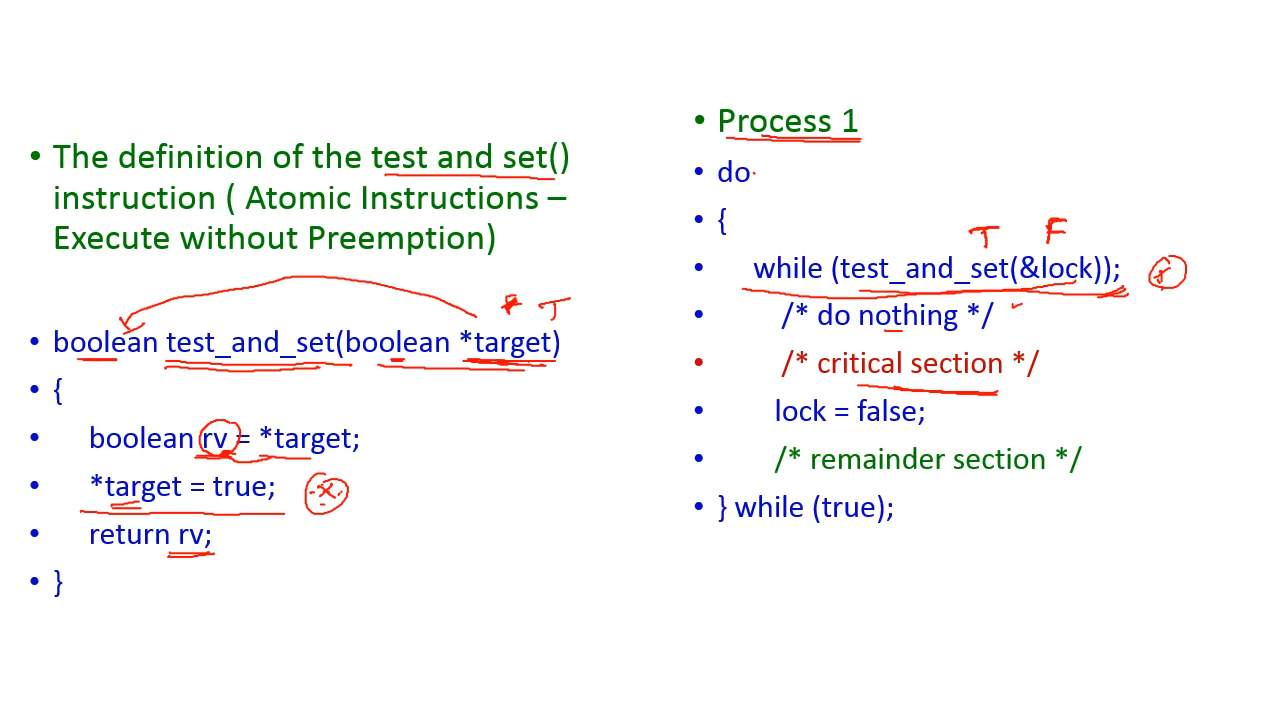 • The definition of the test and set()
instruction ( Atomic Instructions –
Execute without Preemption)
F T
• boolean test_and_set(boolean *target)
• {
• boolean rv = *target;
• *target = true;
• return rv;
• }
• Process 1
• do
• {
T F
• while (test_and_set(&lock));
• /* do nothing */
• /* critical section */
• lock = false;
• /* remainder section */
• } while (true);